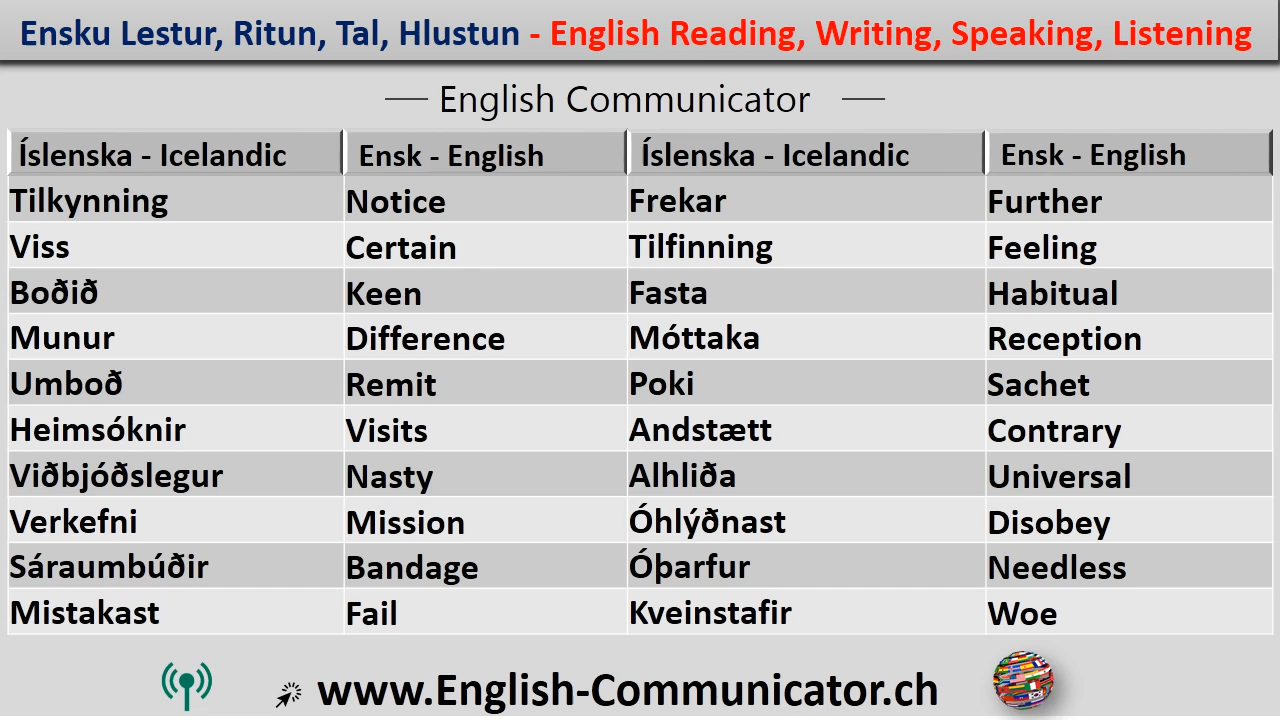 Ensku Lestur, Ritun, Tal, Hlustun - English Reading, Writing, Speaking, Listening
English Communicator
Íslenska - Icelandic Ensk - English Íslenska - Icelandic Ensk - English
Tilkynning Notice Frekar Further
Viss Certain Tilfinning Feeling
Boðið Keen Fasta Habitual
Munur Difference Móttaka Reception
Umboð Remit Poki Sachet
Heimsóknir Visits Andstætt Contrary
Viðbjóðslegur Nasty Alhliða Universal
Verkefni Mission Óhlýðnast Disobey
Sáraumbúðir Bandage Óþarfur Needless
Mistakast Fail Kveinstafir Woe
www.English-Communicator.ch